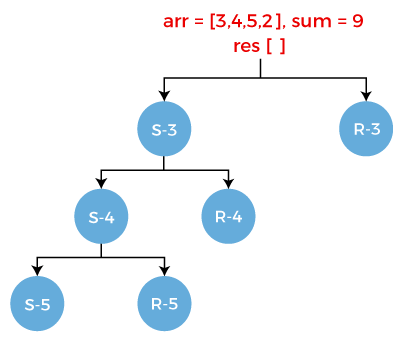 arr = [3,4,5,2], sum = 9
res [ ]
S-3
R-3
S-4
R-4
S-5
R-5